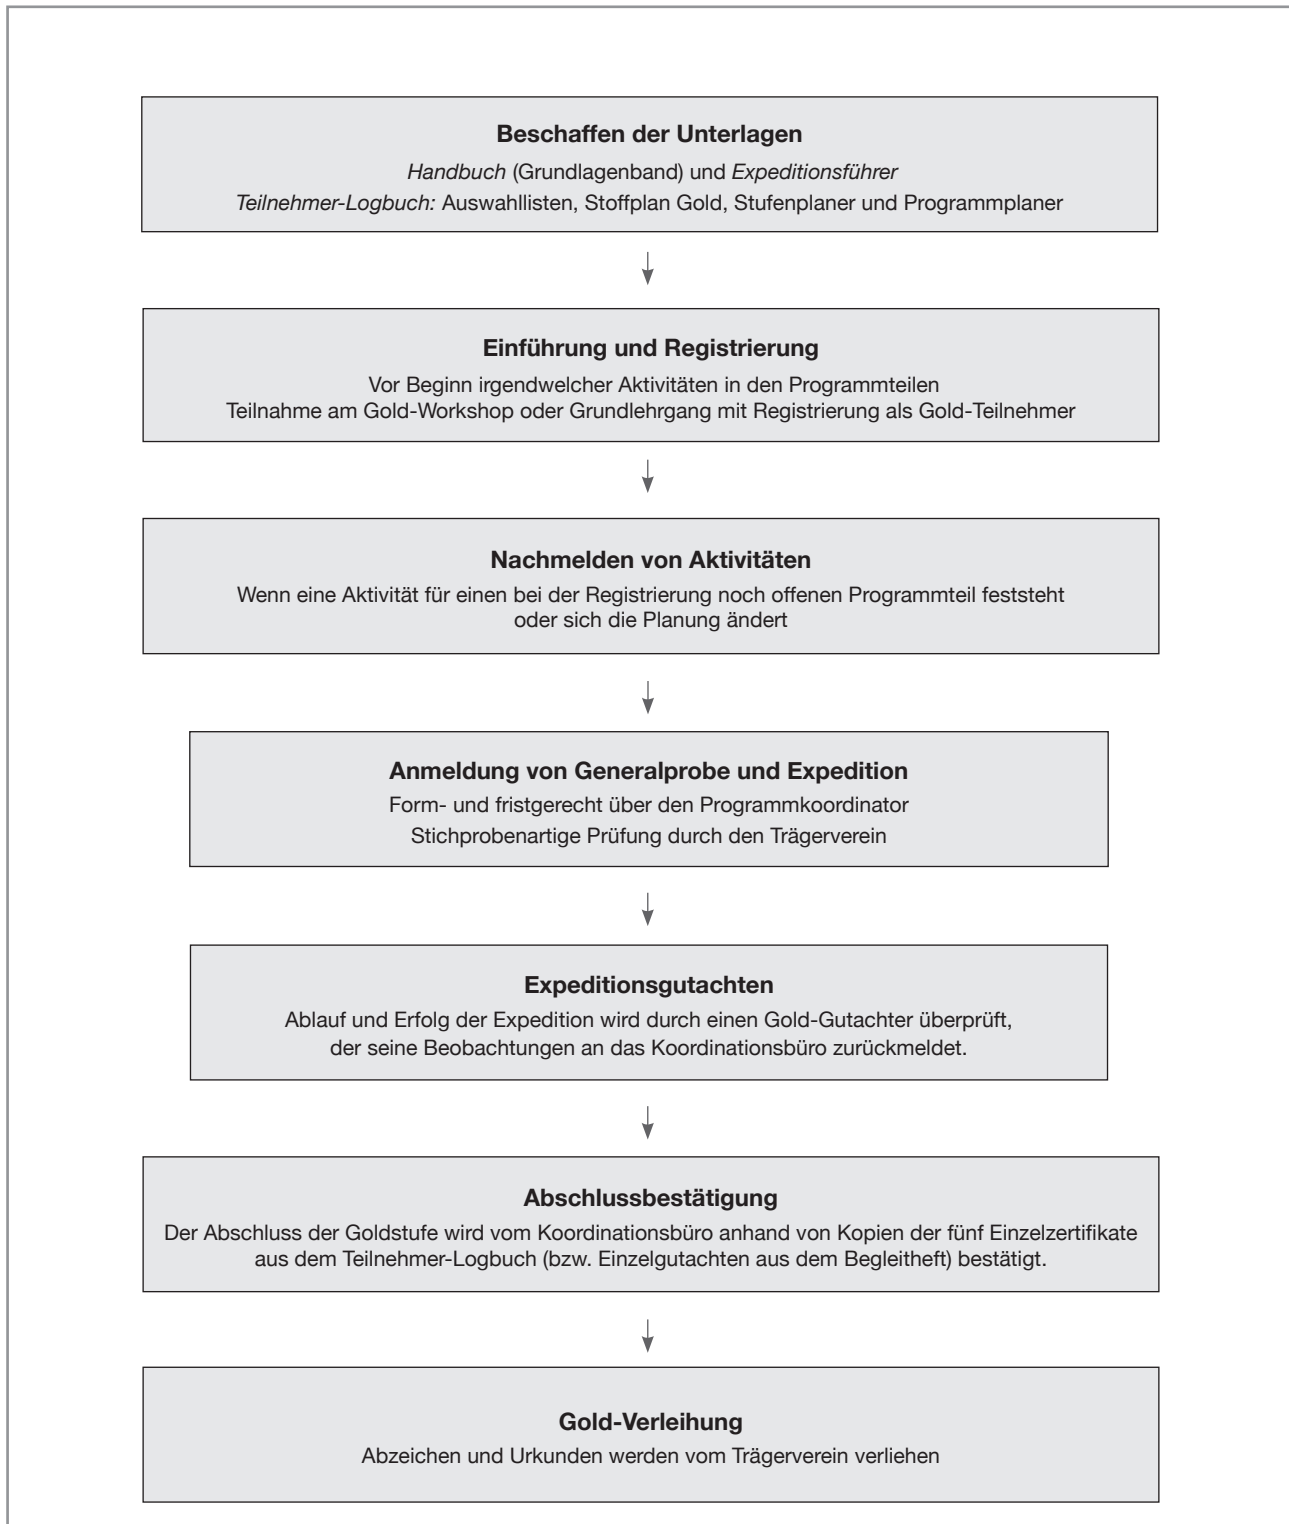 Beschaffen der Unterlagen
Handbuch (Grundlagenband) und Expeditionsführer
Teilnehmer-Logbuch: Auswahllisten, Stoffplan Gold, Stufenplaner und Programmplaner
Einführung und Registrierung
Vor Beginn irgendwelcher Aktivitäten in den Programmteilen
Teilnahme am Gold-Workshop oder Grundlehrgang mit Registrierung als Gold-Teilnehmer
Nachmelden von Aktivitäten
Wenn eine Aktivität für einen bei der Registrierung noch offenen Programmteil feststeht
oder sich die Planung ändert
Anmeldung von Generalprobe und Expedition
Form- und fristgerecht über den Programmkoordinator
Stichprobenartige Prüfung durch den Trägerverein
Expeditionsgutachten
Ablauf und Erfolg der Expedition wird durch einen Gold-Gutachter überprüft,
der seine Beobachtungen an das Koordinationsbüro zurückmeldet.
Abschlussbestätigung
Der Abschluss der Goldstufe wird vom Koordinationsbüro anhand von Kopien der fünf Einzelzertifikate
aus dem Teilnehmer-Logbuch (bzw. Einzelgutachten aus dem Begleitheft) bestätigt.
Gold-Verleihung
Abzeichen und Urkunden werden vom Trägerverein verliehen